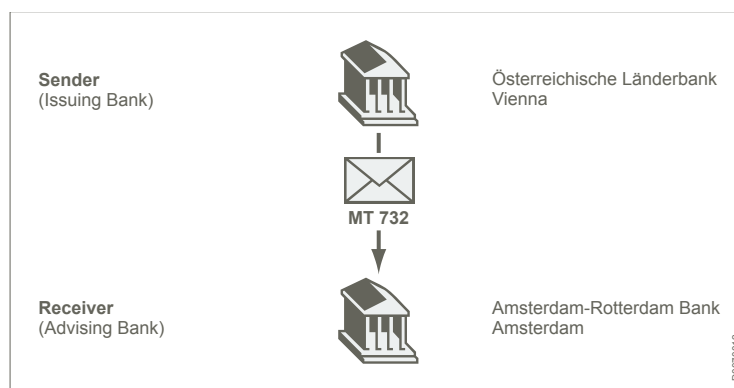 Sender
(Issuing Bank)
Österreichische Länderbank
Vienna
MT 732
Receiver
(Advising Bank)
Amsterdam-Rotterdam Bank
Amsterdam